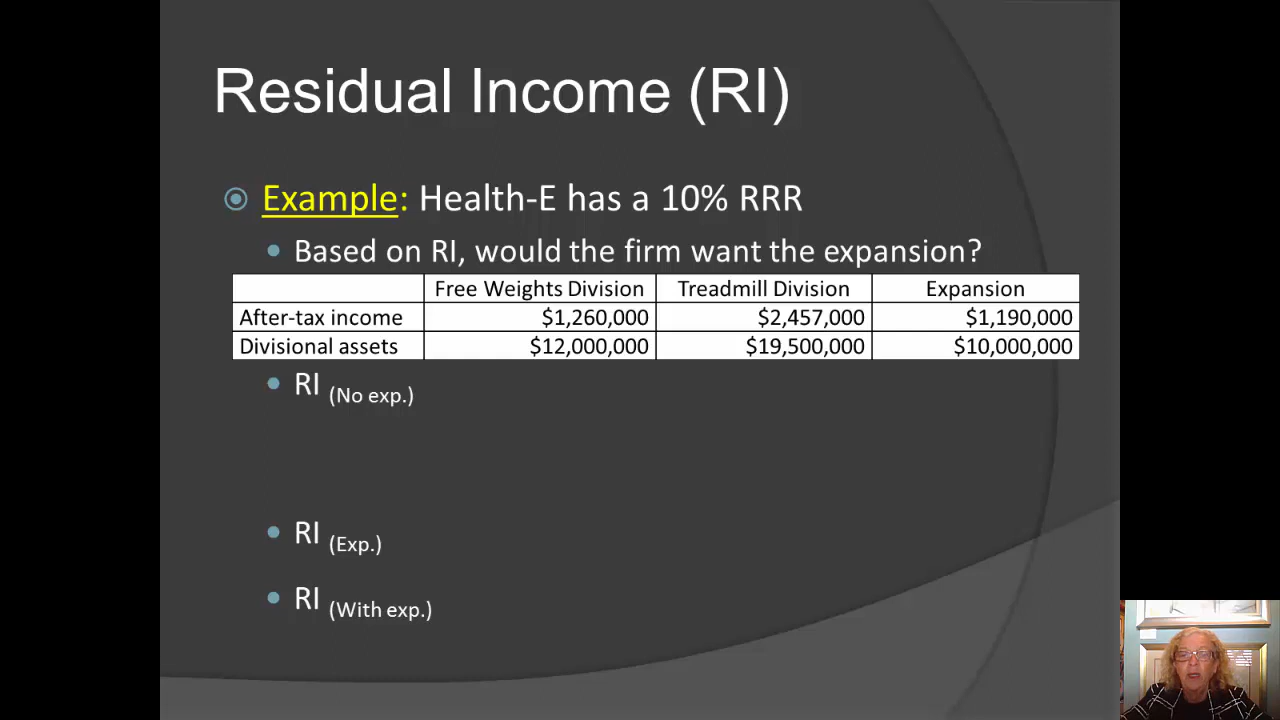 Residual Income (RI)
Example: Health-E has a 10% RRR
Based on RI, would the firm want the expansion?
Free Weights Division Treadmill Division Expansion
After-tax income $1,260,000 $2,457,000 $1,190,000
Divisional assets $12,000,000 $19,500,000 $10,000,000
RI (No exp.)
RI (Exp.)
RI (With exp.)